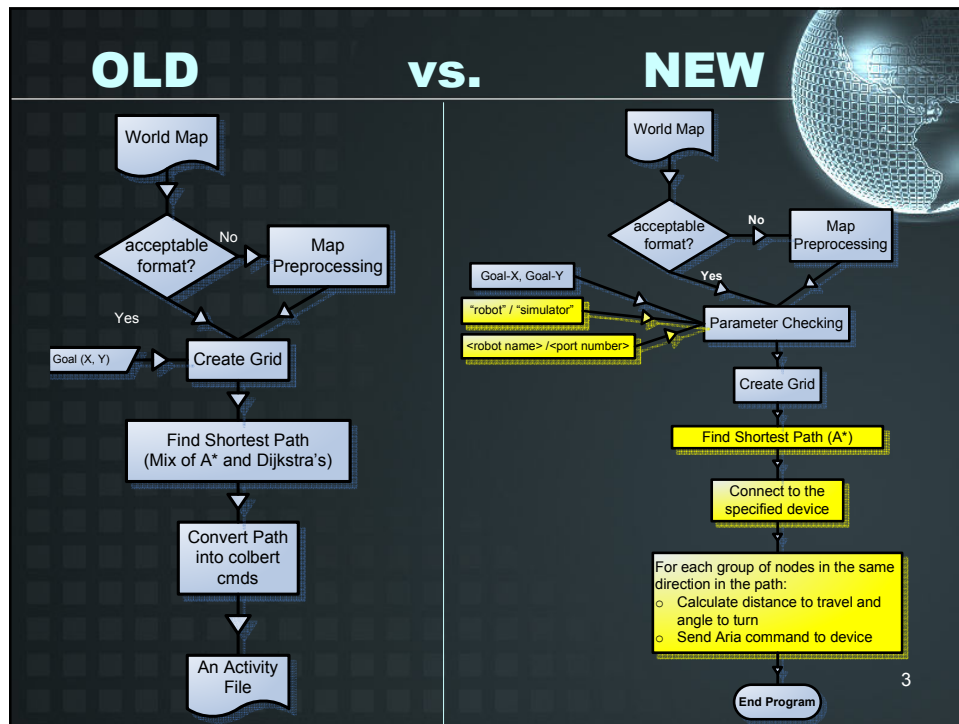 OLD vs. NEW
World Map
acceptable
format?
No
Map
Preprocessing
Yes
Goal (X, Y)
Create Grid
Find Shortest Path
(Mix of A* and Dijkstra's)
Convert Path
into colbert
cmds
An Activity
File
World Map
acceptable
format?
No
Map
Preprocessing
Yes
Goal-X, Goal-Y
"robot" / "simulator"
<robot name> /<port number>
Parameter Checking
Create Grid
Find Shortest Path (A*)
Connect to the
specified device
For each group of nodes in the same
direction in the path:
o Calculate distance to travel and
angle to turn
o Send Aria command to device
End Program
3